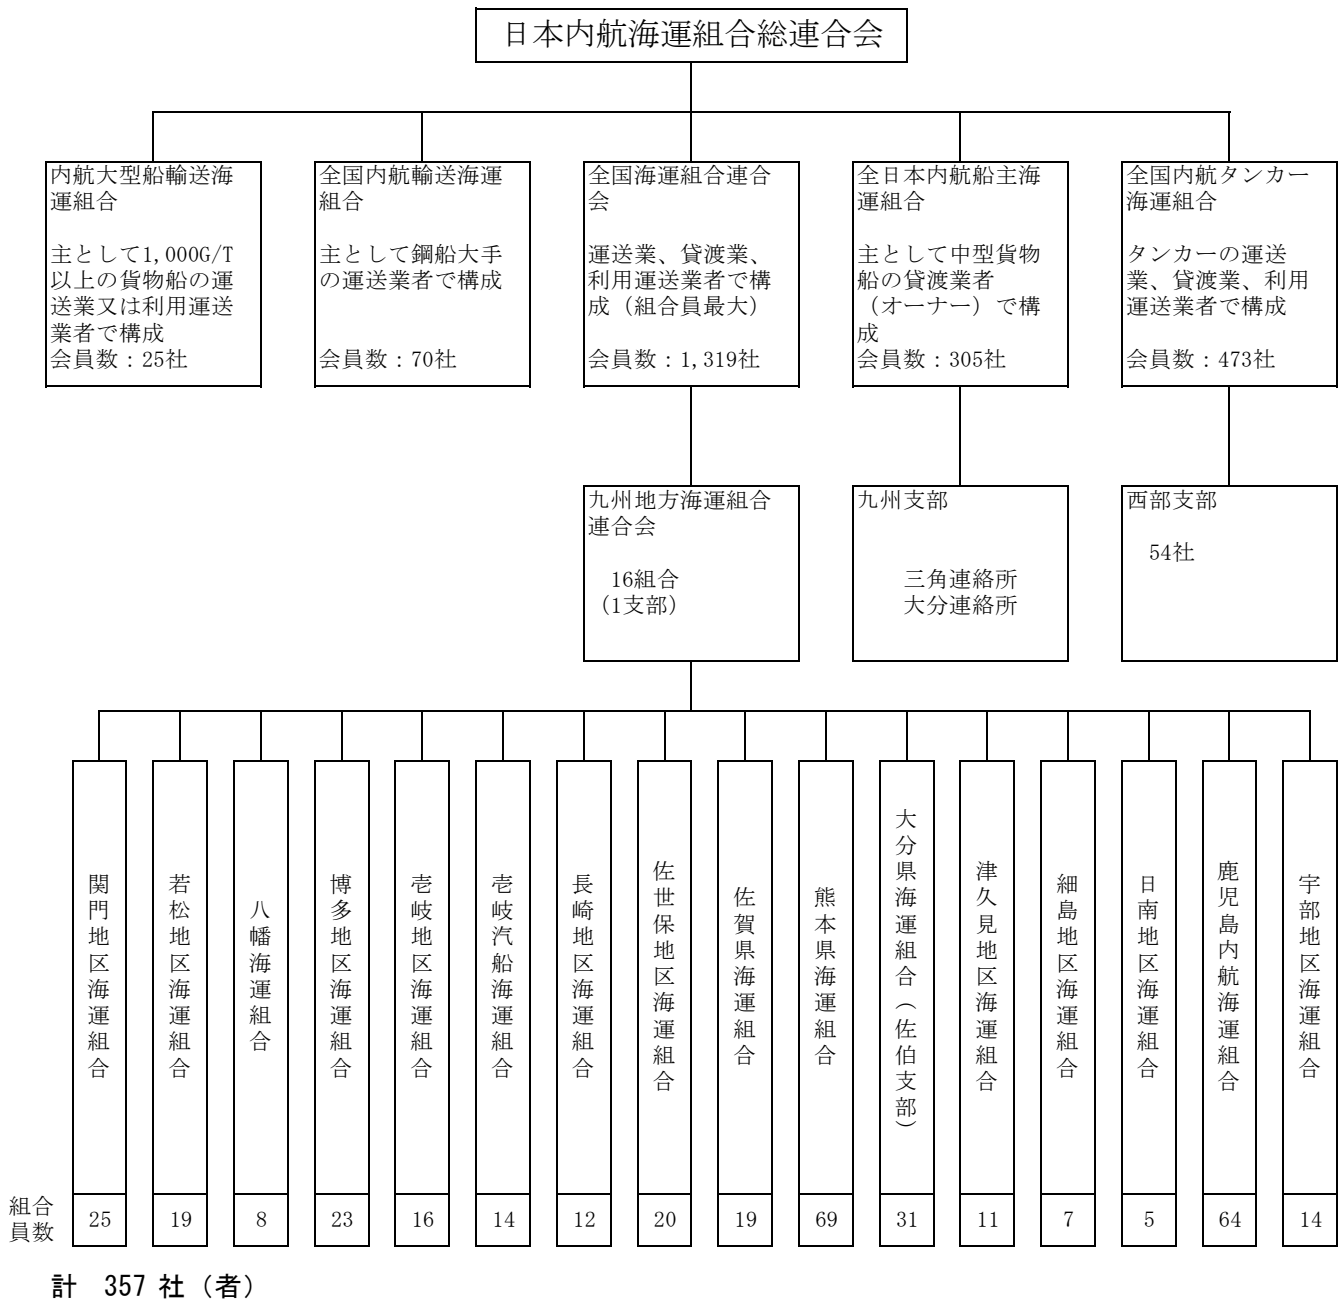 日本内航海運組合総連合会
内航大型船輸送海
運組合
主として1,000G/T
以上の貨物船の運
送業又は利用運送
業者で構成
会員数：25社
全国内航輸送海運
組合
主として鋼船大手
の運送業者で構成
会員数：70社
全国海運組合連合
会
運送業、貸渡業、
利用運送業者で構
成（組合員最大）
会員数：1,319社
全日本内航船主海
運組合
主として中型貨物
船の貸渡業者
（オーナー）で構
成
会員数：305社
全国内航タンカー
海運組合
タンカーの運送
業、貸渡業、利用
運送業者で構成
会員数：473社
九州地方海運組合
連合会
16組合
（1支部）
九州支部
三角連絡所
大分連絡所
西部支部
54社
関門地区海運組合
若松地区海運組合
八幡海運組合
博多地区海運組合
壱岐地区海運組合
壱岐汽船海運組合
長崎地区海運組合
佐世保地区海運組合
佐賀県海運組合
熊本県海運組合
大分県海運組合（佐伯支部）
津久見地区海運組合
細島地区海運組合
日南地区海運組合
鹿児島内航海運組合
宇部地区海運組合
組合
員数
25
19
8
23
16
14
12
20
19
69
31
11
7
5
64
14
計 357 社（者）